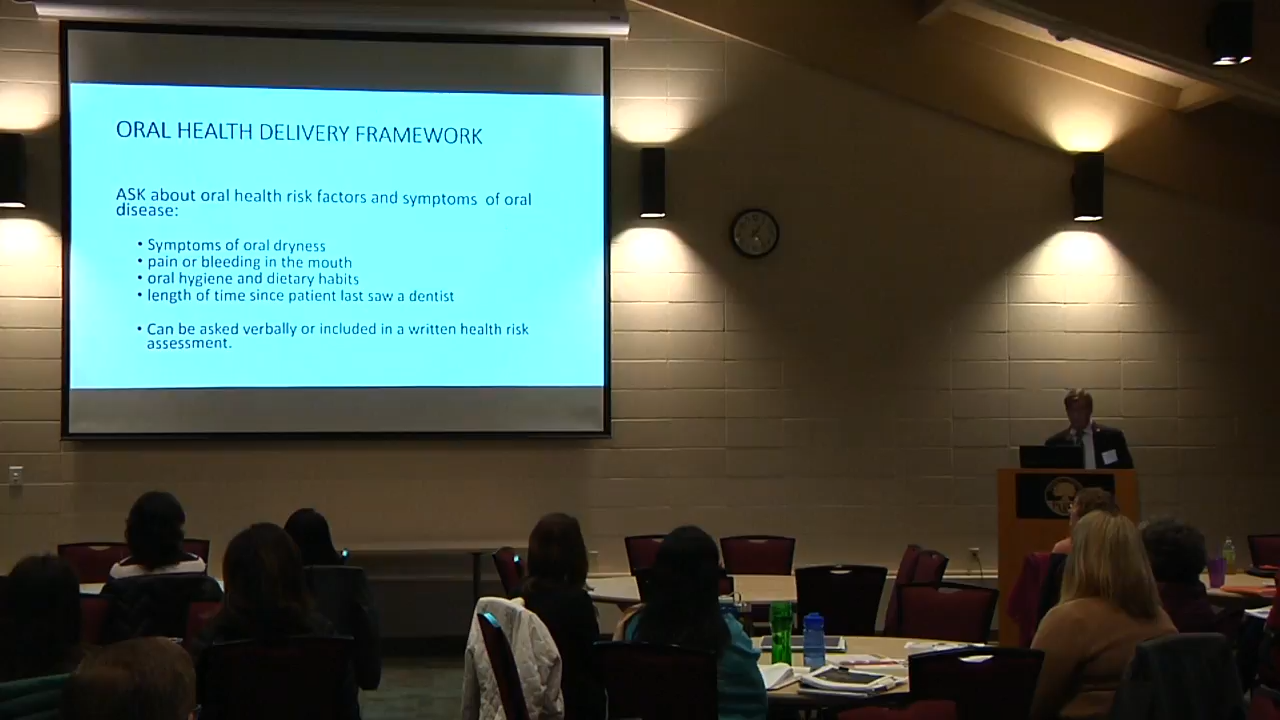 ORAL HEALTH DELIVERY FRAMEWORK
ASK about oral health risk factors and symptoms of oral
disease:
• Symptoms of oral dryness
• pain or bleeding in the mouth
• oral hygiene and dietary habits
• length of time since patient last saw a dentist
• Can be asked verbally or included in a written health risk
assessment.